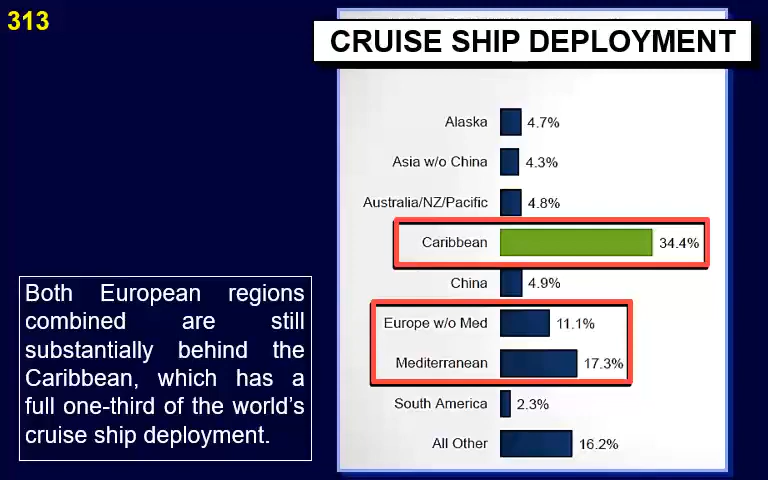 313
CRUISE SHIP DEPLOYMENT
Alaska 4.7%
Asia w/o China 4.3%
Australia/NZ/Pacific 4.8%
Caribbean 34.4%
China 4.9%
Europe w/o Med 11.1%
Mediterranean 17.3%
South America 2.3%
All Other 16.2%
Both European regions
combined are still
substantially behind the
Caribbean, which has a
full one-third of the world's
cruise ship deployment.